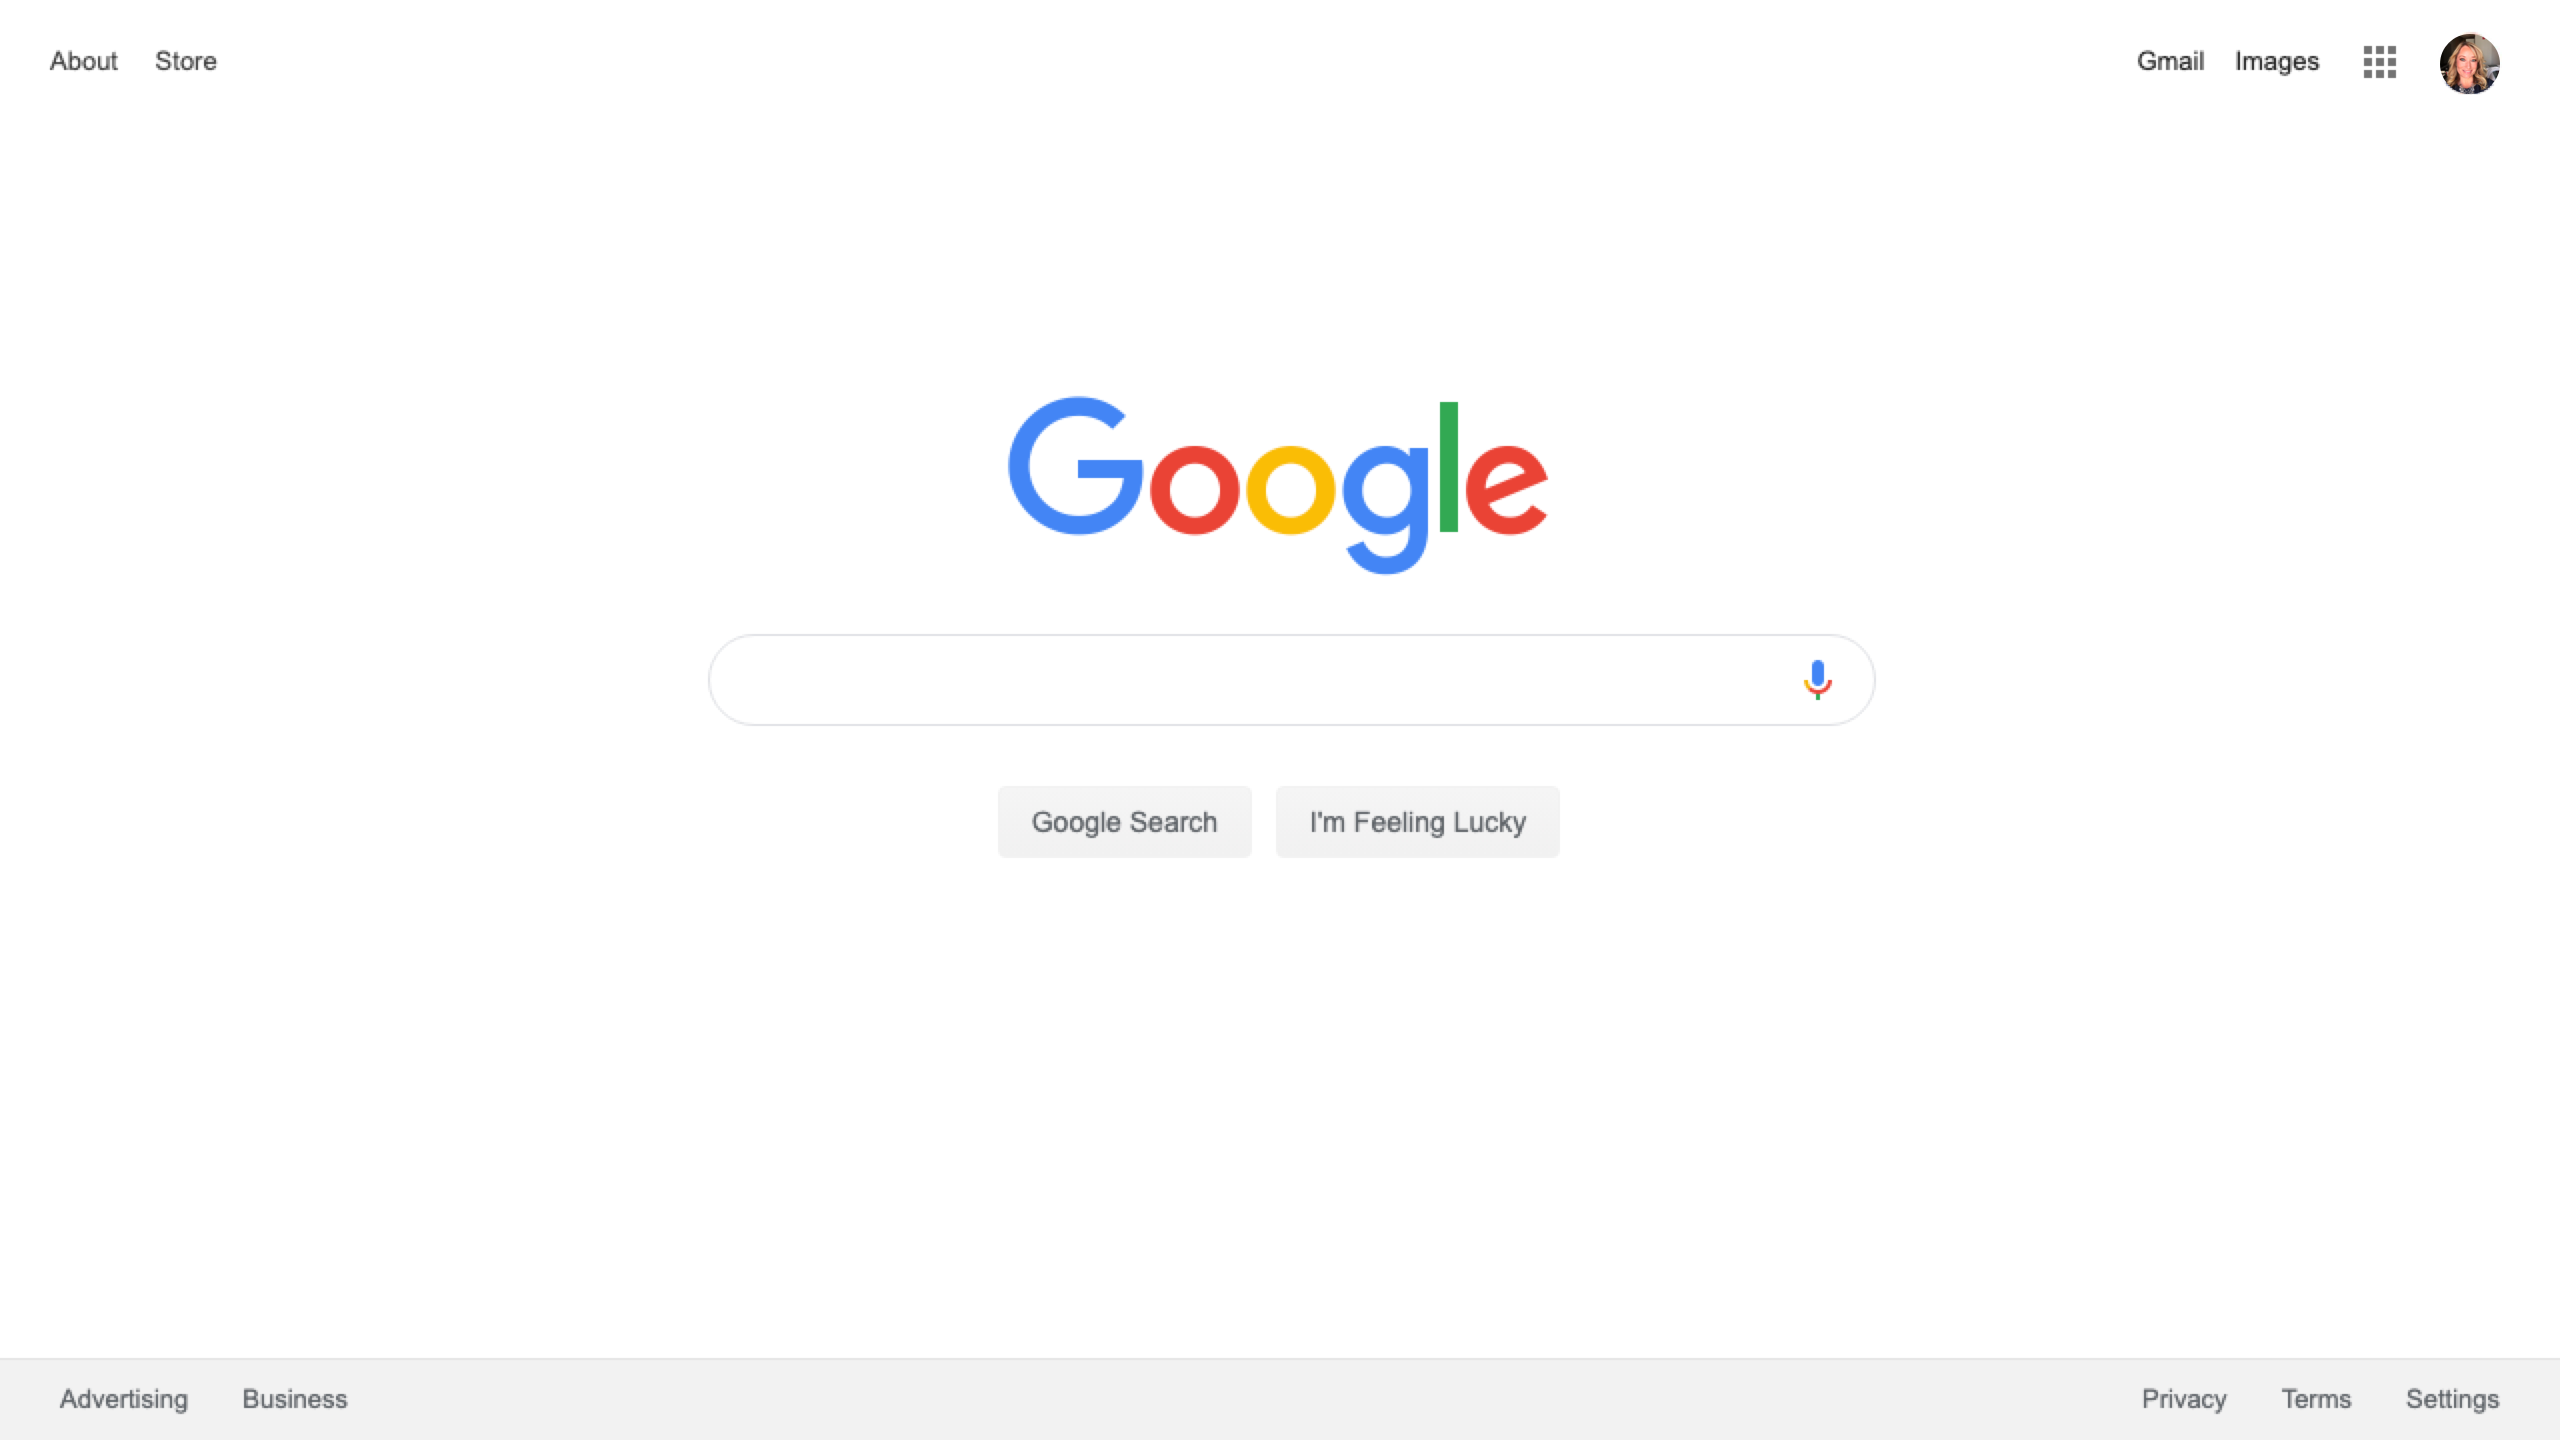 About Store Gmail Images
Google
Google Search I'm Feeling Lucky
Advertising Business Privacy Terms Settings